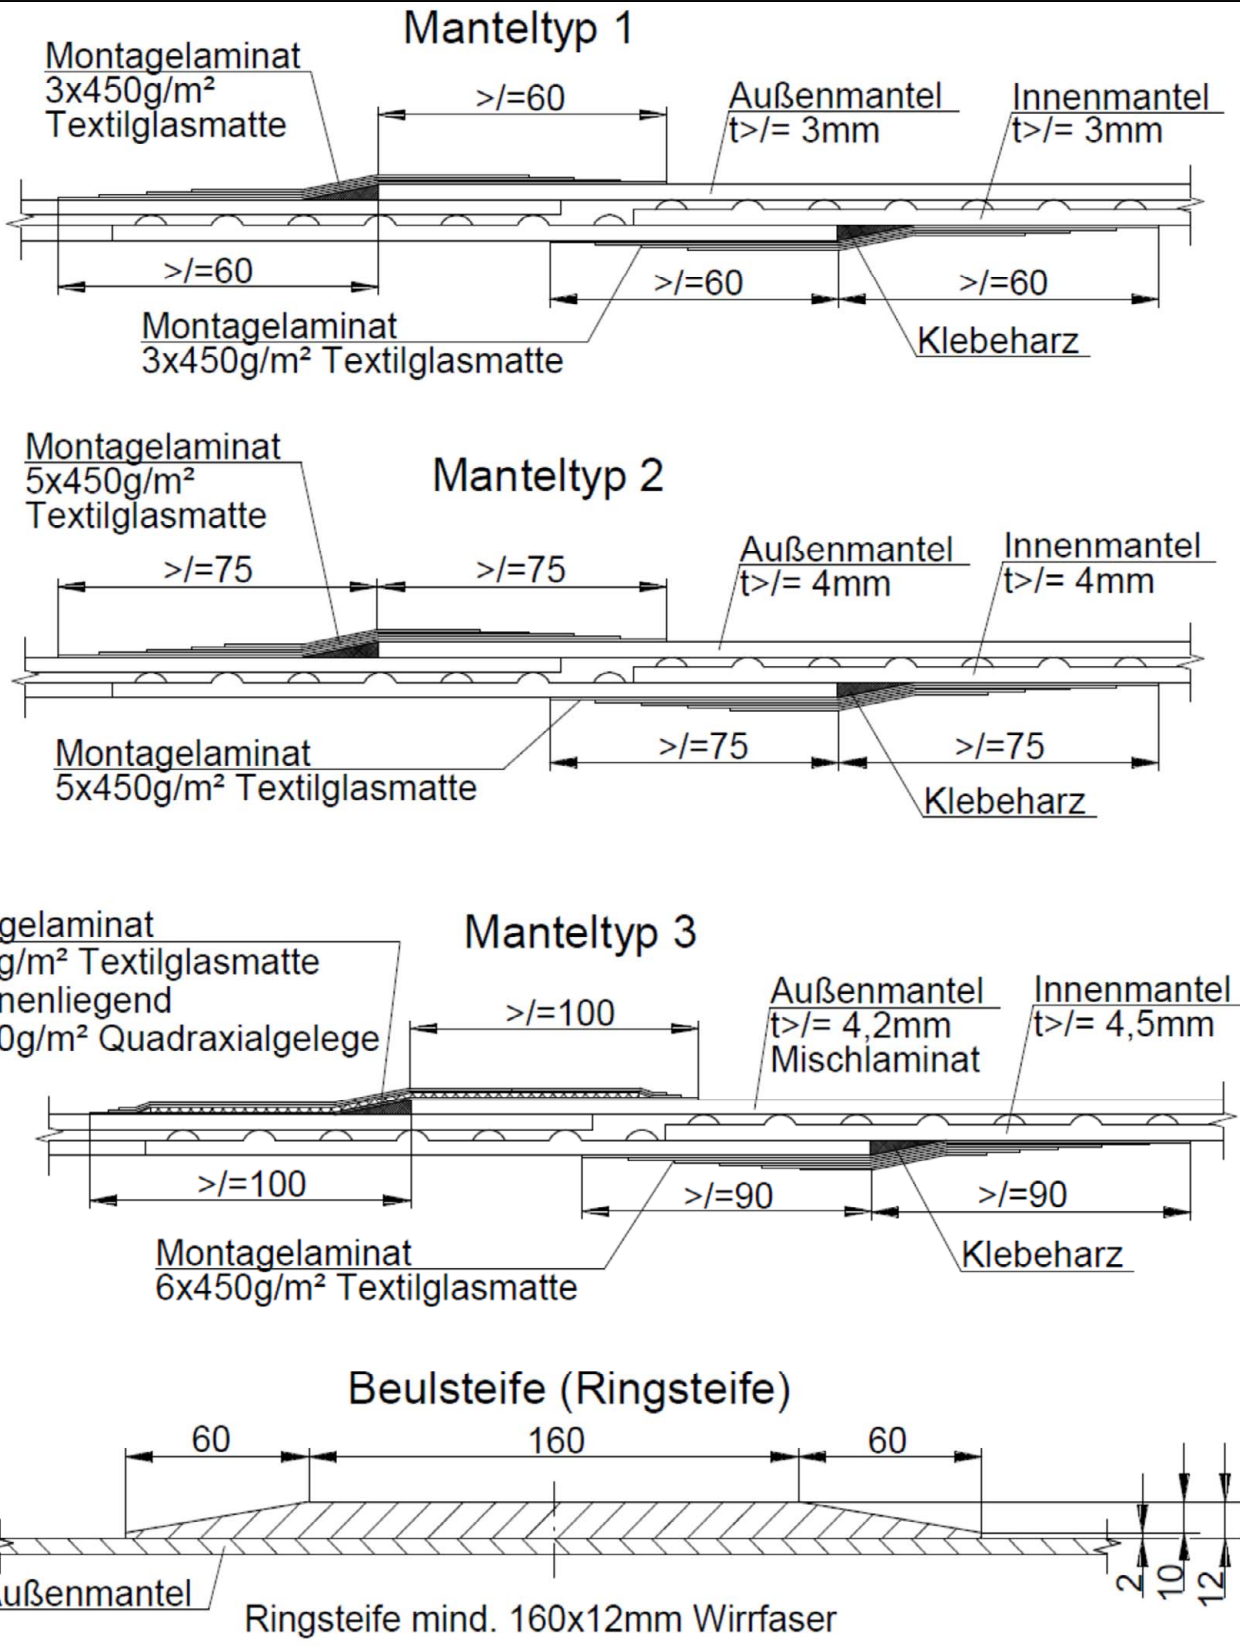 Manteltyp 1
Montagelaminat
3x450g/m²
Textilglasmatte
>/=60
Außenmantel
t>/= 3mm
Innenmantel
t>/= 3mm
>/=60
>/=60
>/=60
Montagelaminat
3x450g/m² Textilglasmatte
Klebeharz
Montagelaminat
5x450g/m²
Textilglasmatte
Manteltyp 2
>/=75
>/=75
Außenmantel
t>/= 4mm
Innenmantel
t>/= 4mm
Montagelaminat
5x450g/m² Textilglasmatte
>/=75
>/=75
Klebeharz
gelaminat
g/m² Textilglasmatte
nenliegend
0g/m² Quadraxialgelege
Manteltyp 3
>/=100
Außenmantel
t>/= 4,2mm
Mischlaminat
Innenmantel
t>/= 4,5mm
>/=100
>/=90
>/=90
Montagelaminat
6x450g/m² Textilglasmatte
Klebeharz
Beulsteife (Ringsteife)
60
160
60
2
10
12
ußenmantel
Ringsteife mind. 160x12mm Wirrfaser